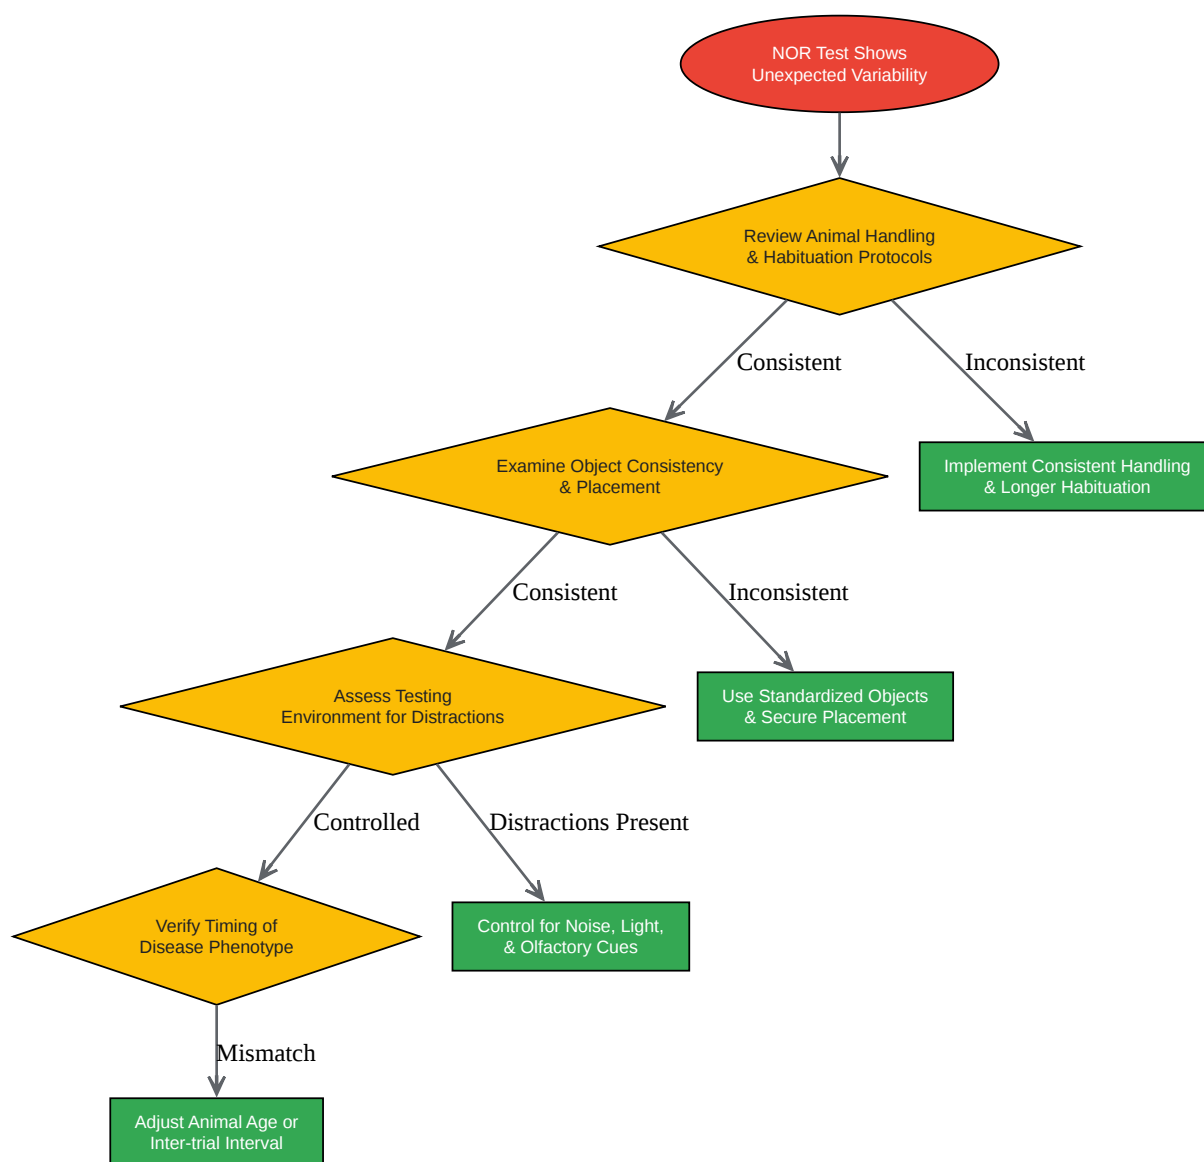 NOR Test Shows
Unexpected Variability
Review Animal Handling
& Habituation Protocols
Consistent
Inconsistent
Examine Object Consistency
& Placement
Implement Consistent Handling
& Longer Habituation
Consistent
Inconsistent
Assess Testing
Environment for Distractions
Use Standardized Objects
& Secure Placement
Controlled
Distractions Present
Verify Timing of
Disease Phenotype
Control for Noise, Light,
& Olfactory Cues
Mismatch
Adjust Animal Age or
Inter-trial Interval